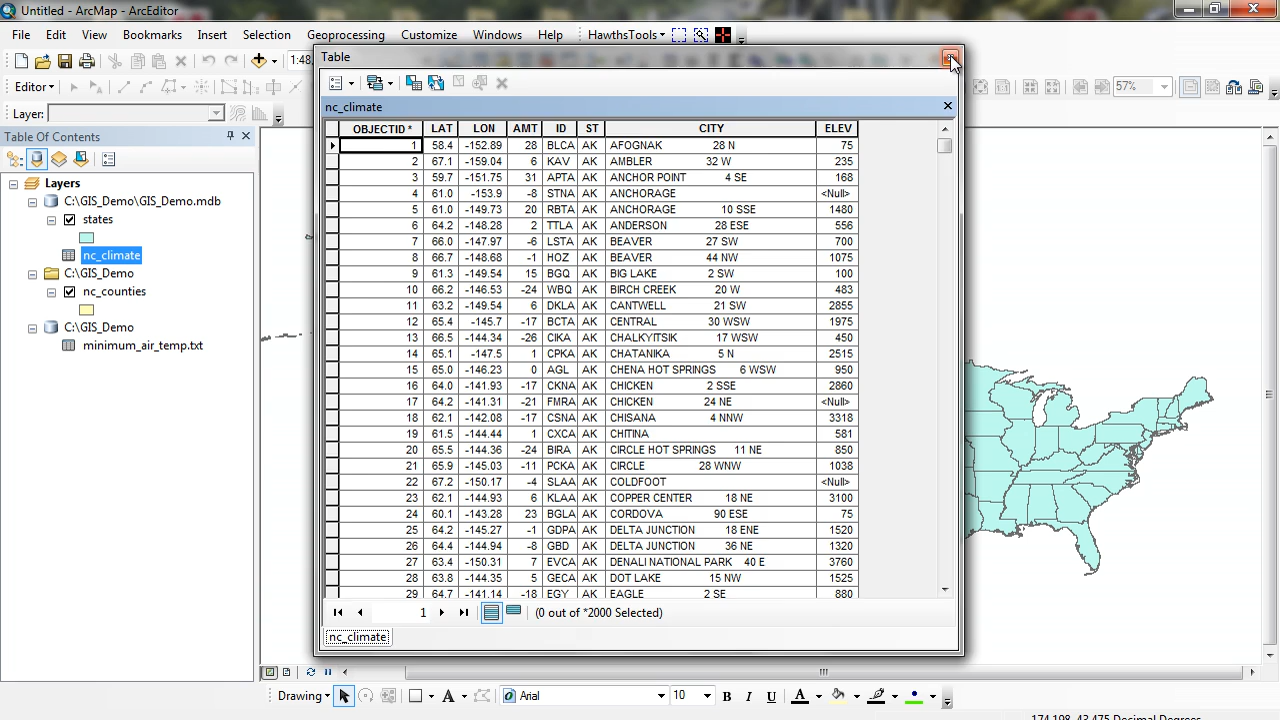 Untitled - ArcMap - ArcEditor
File Edit View Bookmarks Insert Selection Geoprocessing Customize Windows Help HawthsTools
1:48,
Table
Editor
57%
Layer:
nc_climate
Table Of Contents
OBJECTID * LAT LON AMT ID ST CITY ELEV
1 58.4 -152.89 28 BLCA AK AFOGNAK 28 N 75
2 67.1 -159.04 6 KAV AK AMBLER 32 W 235
3 59.7 -151.75 31 APTA AK ANCHOR POINT 4 SE 168
4 61.0 -153.9 -8 STNA AK ANCHORAGE <Null>
5 61.0 -149.73 20 RBTA AK ANCHORAGE 10 SSE 1480
6 64.2 -148.28 2 TTLA AK ANDERSON 28 ESE 556
7 66.0 -147.97 -6 LSTA AK BEAVER 27 SW 700
8 66.7 -148.68 -1 HOZ AK BEAVER 44 NW 1075
9 61.3 -149.54 15 BGQ AK BIG LAKE 2 SW 100
10 66.2 -146.53 -24 WBQ AK BIRCH CREEK 20 W 483
11 63.2 -149.54 6 DKLA AK CANTWELL 21 SW 2855
12 65.4 -145.7 -17 BCTA AK CENTRAL 30 WSW 1975
13 66.5 -144.34 -26 CIKA AK CHALKYITSIK 17 WSW 450
14 65.1 -147.5 1 CPKA AK CHATANIKA 5 N 2515
15 65.0 -146.23 0 AGL AK CHENA HOT SPRINGS 6 WSW 950
16 64.0 -141.93 -17 CKNA AK CHICKEN 2 SSE 2860
17 64.2 -141.31 -21 FMRA AK CHICKEN 24 NE <Null>
18 62.1 -142.08 -17 CSNA AK CHISANA 4 NNW 3318
19 61.5 -144.44 1 CXCA AK CHITINA 581
20 65.5 -144.36 -24 BIRA AK CIRCLE HOT SPRINGS 11 NE 850
21 65.9 -145.03 -11 PCKA AK CIRCLE 28 WNW 1038
22 67.2 -150.17 -4 SLAA AK COLDFOOT <Null>
23 62.1 -144.93 6 KLAA AK COPPER CENTER 18 NE 3100
24 60.1 -143.28 23 BGLA AK CORDOVA 90 ESE 75
25 64.2 -145.27 -1 GDPA AK DELTA JUNCTION 18 ENE 1520
26 64.4 -144.94 -8 GBD AK DELTA JUNCTION 36 NE 1320
27 63.4 -150.31 7 EVCA AK DENALI NATIONAL PARK 40 E 3760
28 63.8 -144.35 5 GECA AK DOT LAKE 15 NW 1525
29 64.7 -141.14 -18 EGY AK EAGLE 2 SE 880
1 (0 out of *2000 Selected)
nc_climate
Layers
C:\GIS_Demo\GIS_Demo.mdb
states
nc_climate
C:\GIS_Demo
nc_counties
C:\GIS_Demo
minimum_air_temp.txt
Drawing A Arial 10 B I U A
174.198 43.475 Decimal Degrees